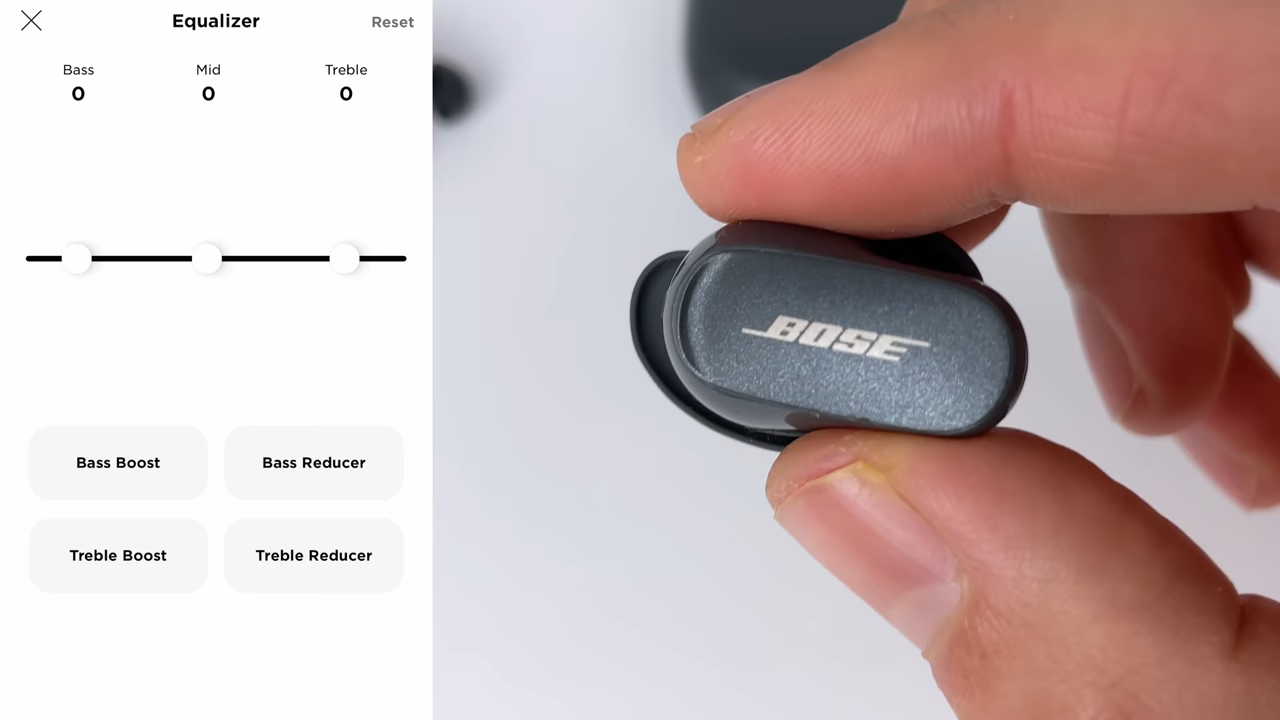 Equalizer
Reset
Bass
Mid
Treble
0
0
0
Bass Boost
Bass Reducer
Treble Boost
Treble Reducer
BOSE